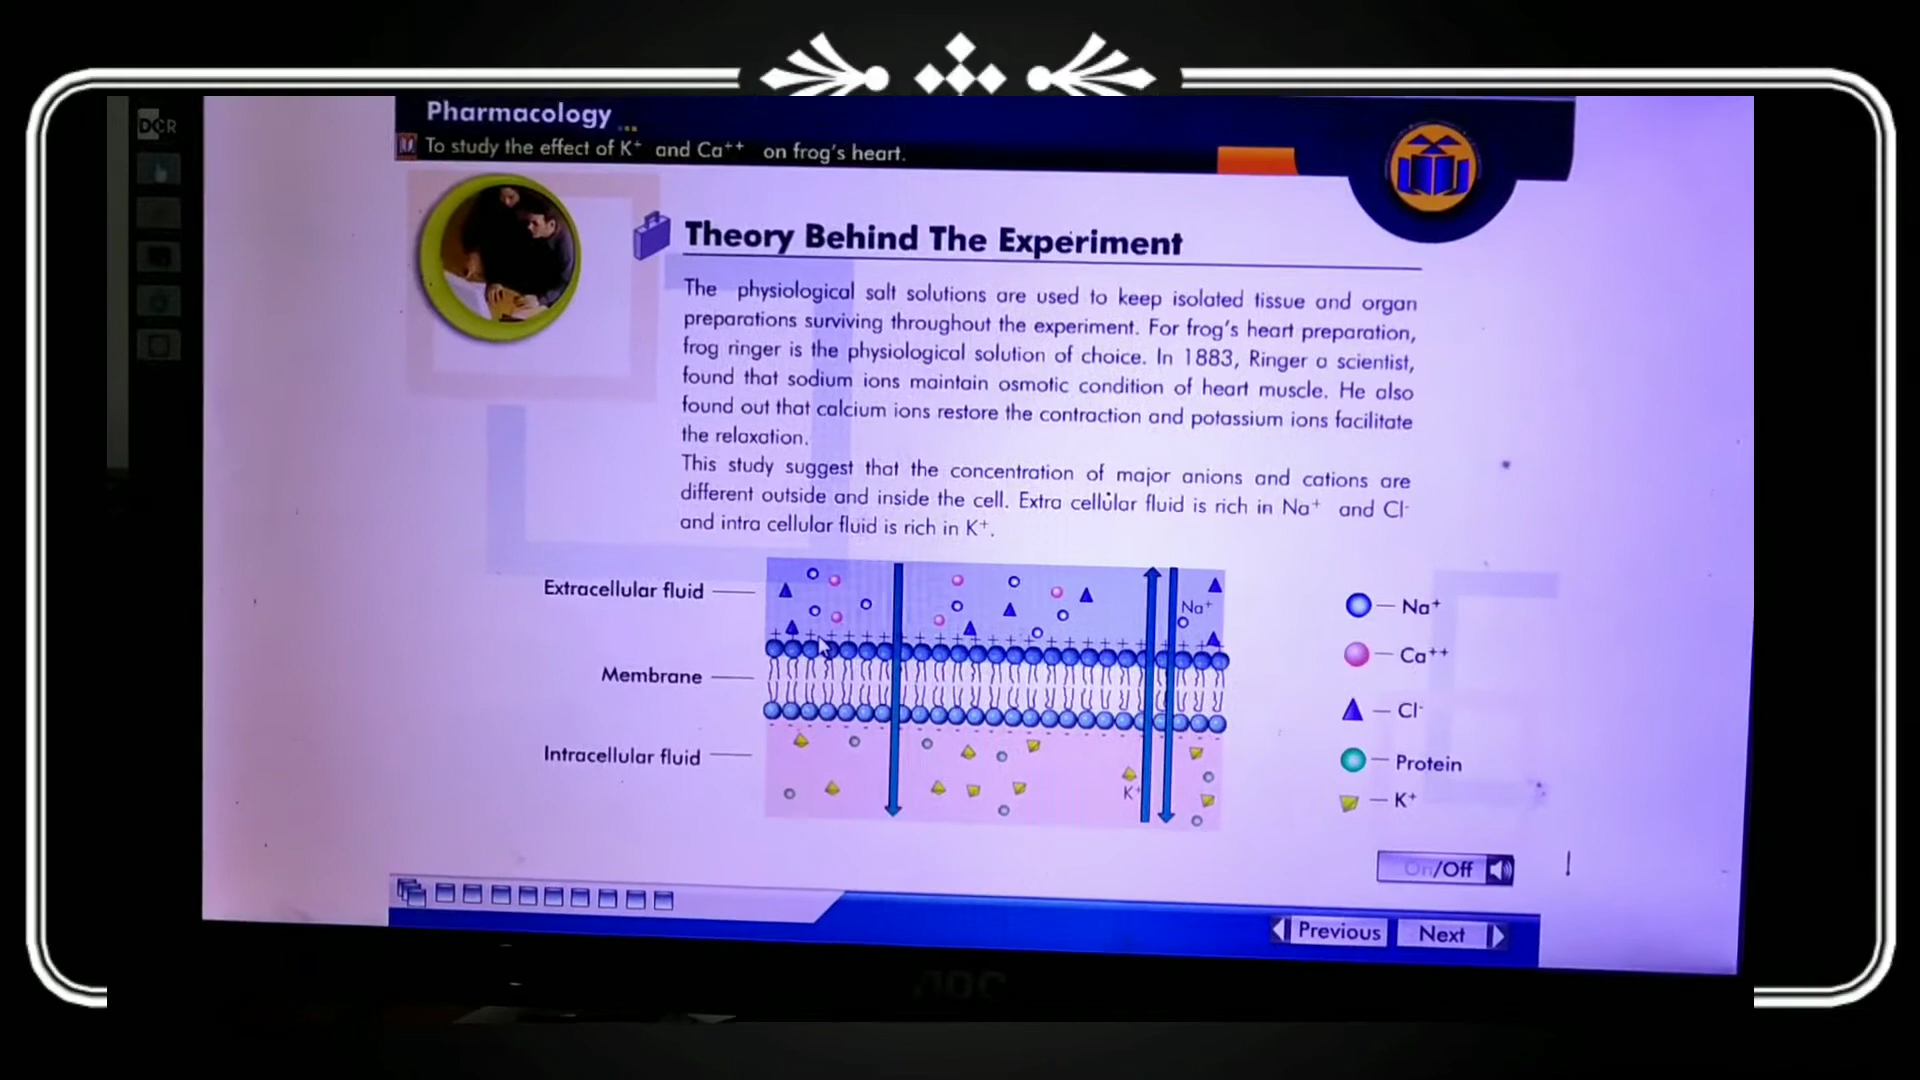 DCR
Pharmacology ...
To study the effect of K⁺ and Ca⁺⁺ on frog's heart.
Theory Behind The Experiment
The physiological salt solutions are used to keep isolated tissue and organ
preparations surviving throughout the experiment. For frog's heart preparation,
frog ringer is the physiological solution of choice. In 1883, Ringer a scientist,
found that sodium ions maintain osmotic condition of heart muscle. He also
found out that calcium ions restore the contraction and potassium ions facilitate
the relaxation.
This study suggest that the concentration of major anions and cations are
different outside and inside the cell. Extra cellular fluid is rich in Na⁺ and Cl⁻
and intra cellular fluid is rich in K⁺.
Extracellular fluid
Membrane
Intracellular fluid
Na⁺
K⁺
Na⁺
Ca⁺⁺
Cl⁻
Protein
K⁺
On/Off
Previous
Next
AOC